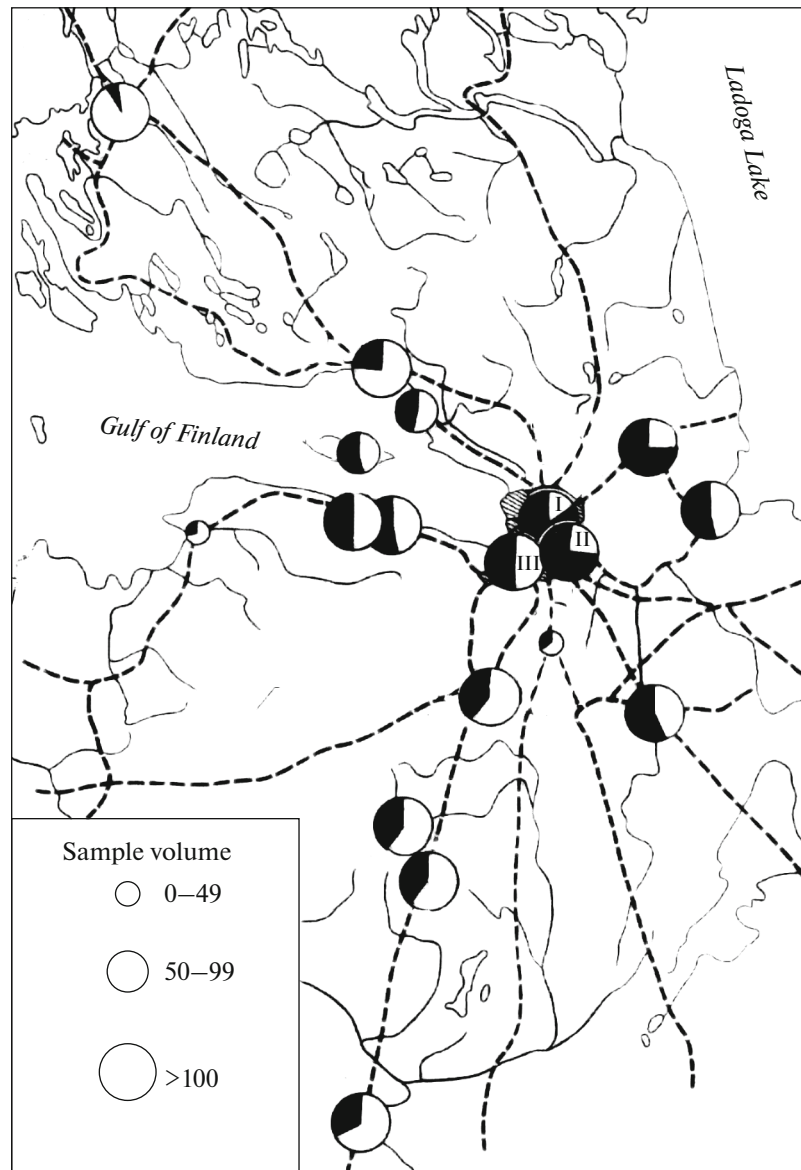 Ladoga Lake
Gulf of Finland
I
II
III
Sample volume
0–49
50–99
>100